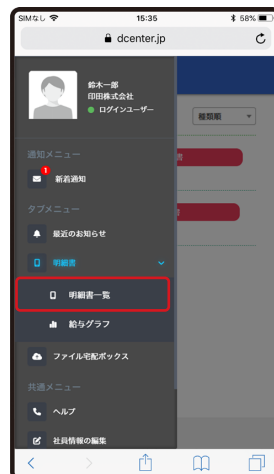 SIMなし 15:35 58%
dcenter.jp
鈴木一郎
印田株式会社
ログインユーザー
種類順
通知メニュー
1
新着通知
書
タブメニュー
書
最近のお知らせ
明細書
明細書一覧
給与グラフ
ファイル宅配ボックス
共通メニュー
ヘルプ
社員情報の編集